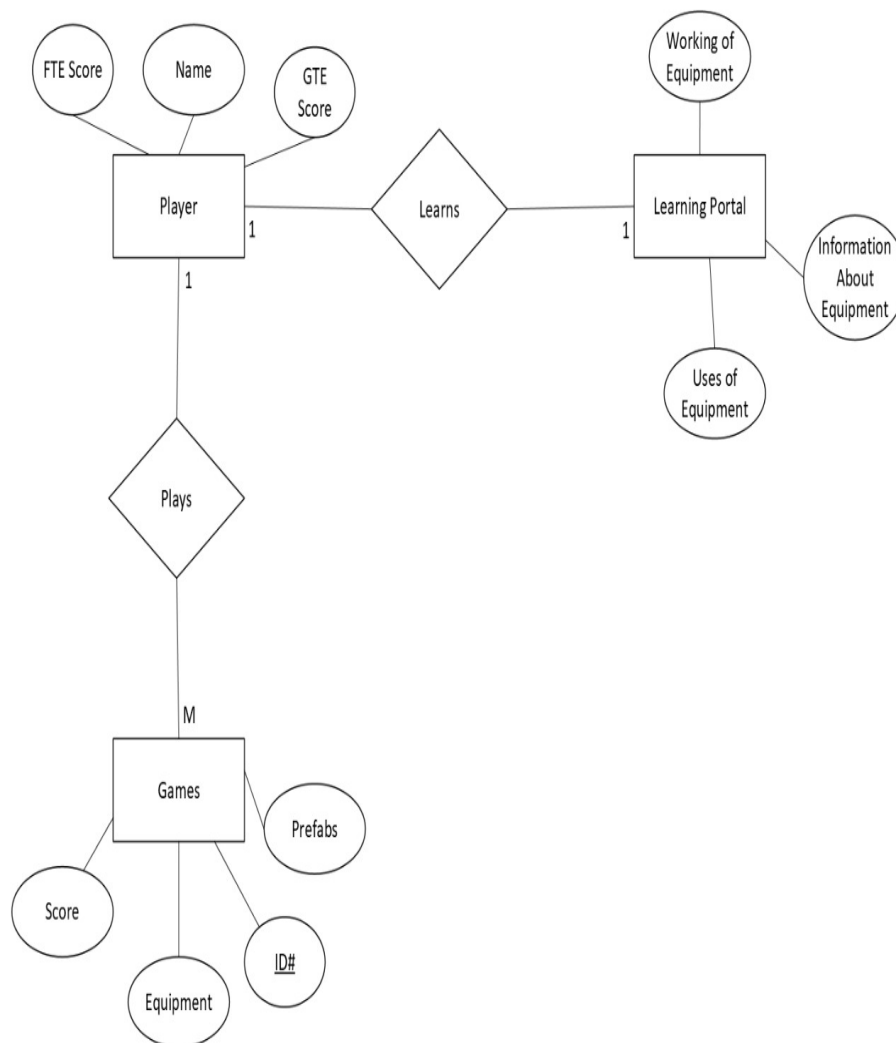 FTE Score
Name
GTE
Score
Working of
Equipment
Player
1
Learns
1
Learning Portal
Information
About
Equipment
Uses of
Equipment
1
Plays
M
Games
Prefabs
Score
Equipment
ID#